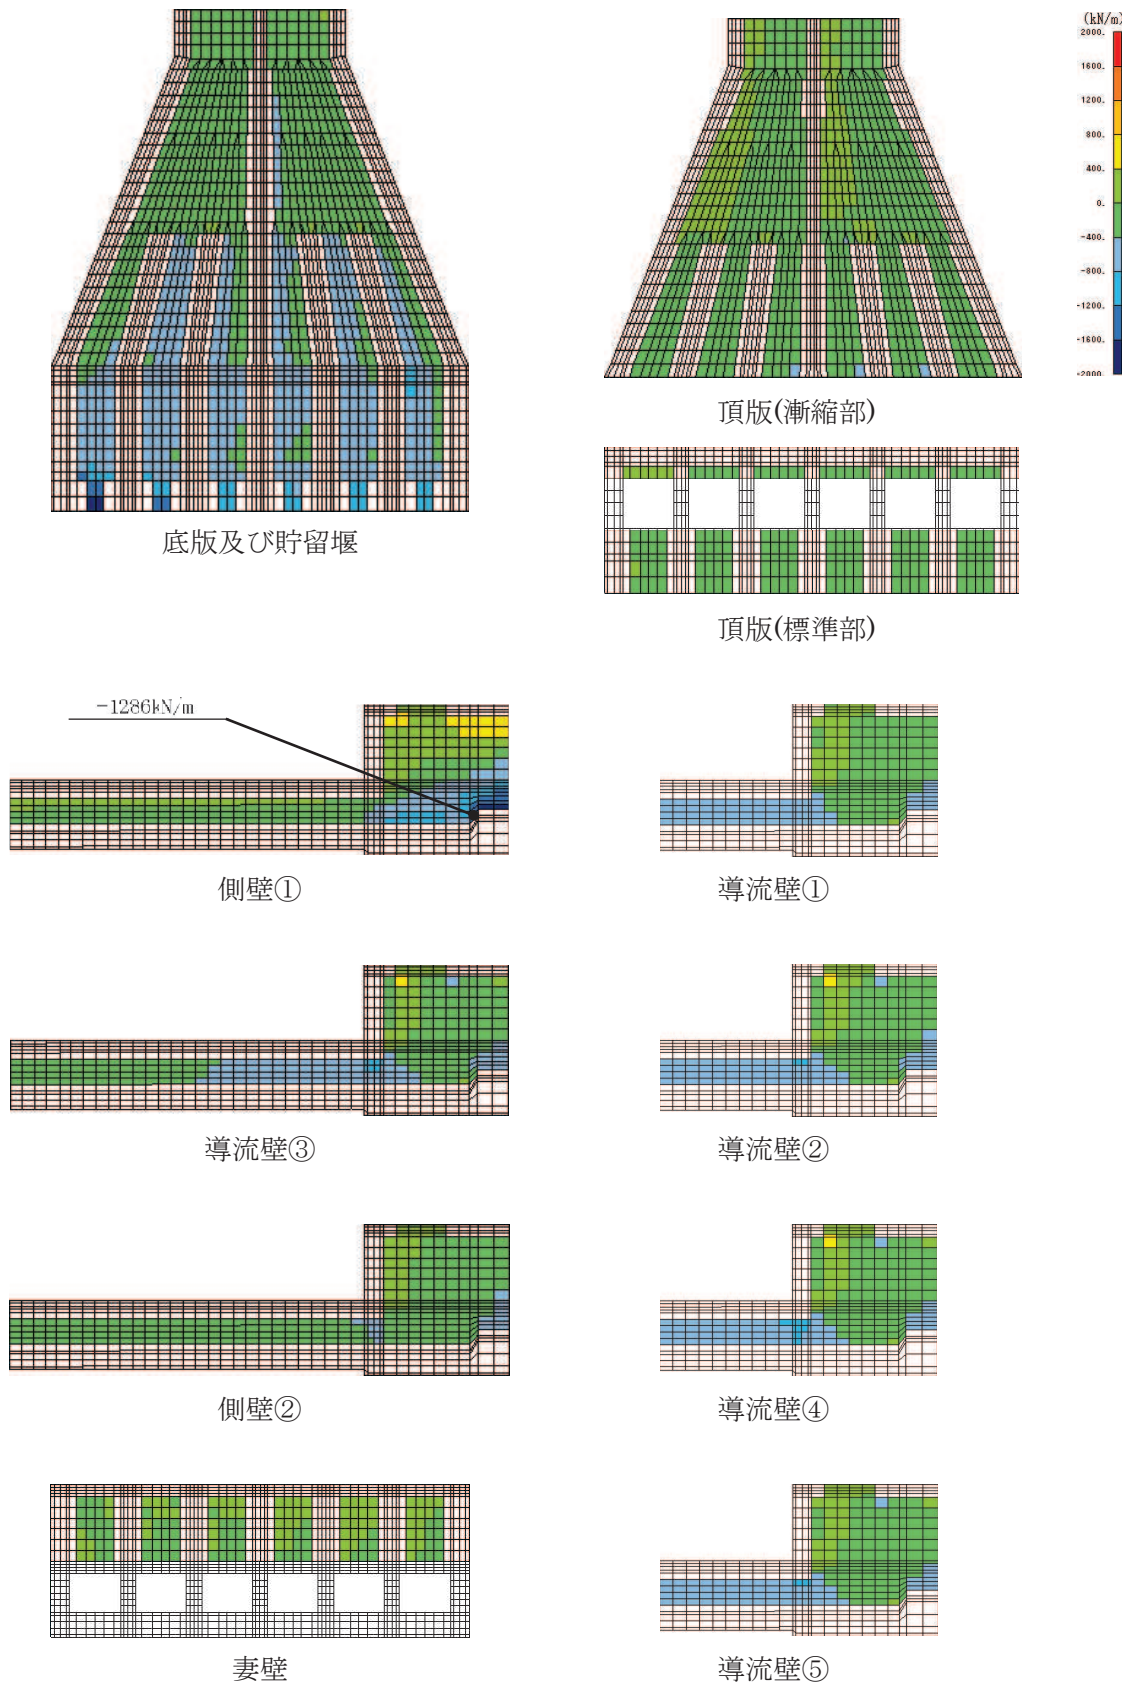 (kN/m)
2000.
1600.
1200.
800.
400.
0.
-400.
-800.
-1200.
-1600.
-2000.
底版及び貯留堰
頂版(漸縮部)
頂版(標準部)
-1286kN/m
側壁①
導流壁①
導流壁③
導流壁②
側壁②
導流壁④
妻壁
導流壁⑤